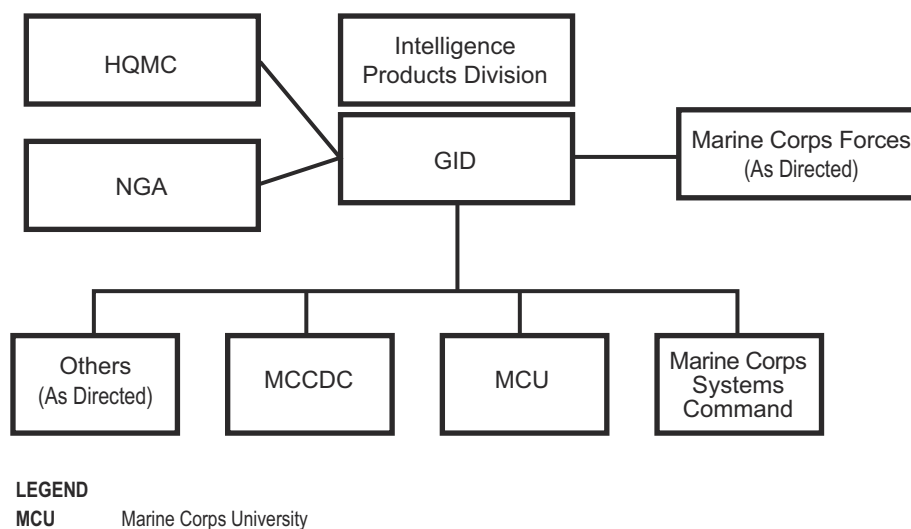 HQMC
Intelligence
Products Division
NGA
GID
Marine Corps Forces
(As Directed)
Others
(As Directed)
MCCDC
MCU
Marine Corps
Systems
Command
LEGEND
MCU Marine Corps University